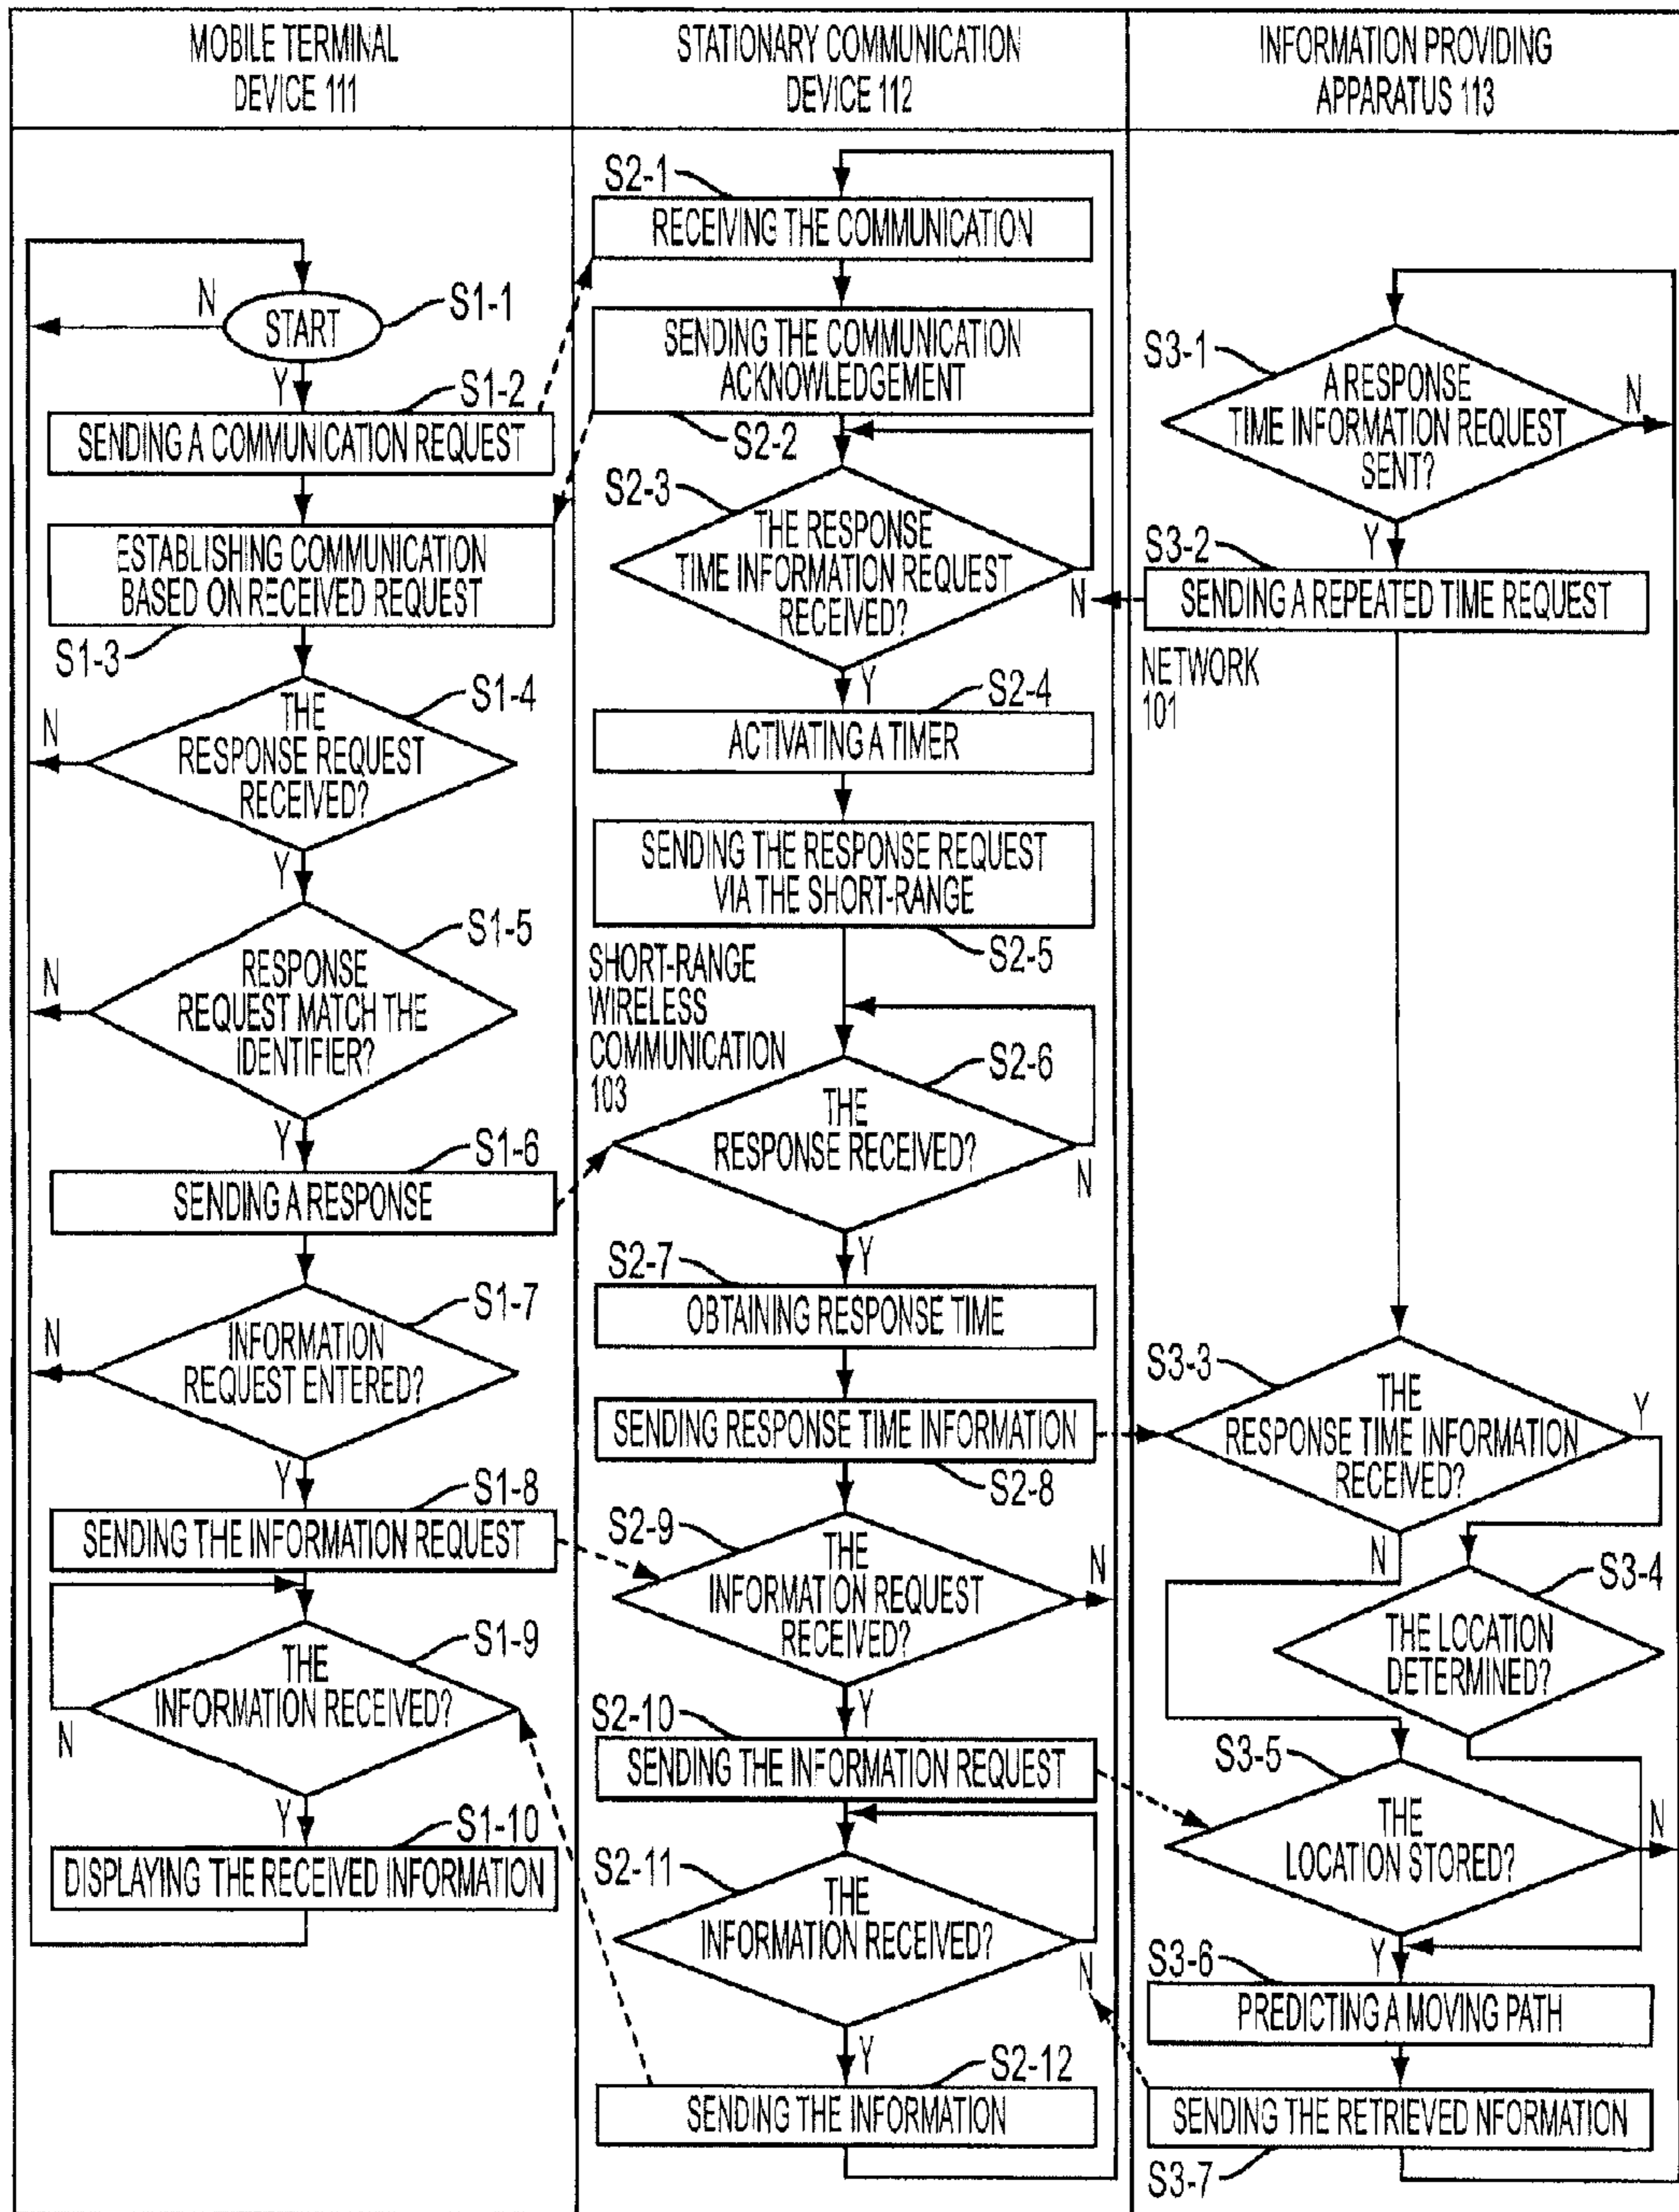 MOBILE TERMINAL
DEVICE 111
STATIONARY COMMUNICATION
DEVICE 112
INFORMATION PROVIDING
APPARATUS 113
START
N
Y
S1-1
S1-2
SENDING A COMMUNICATION REQUEST
ESTABLISHING COMMUNICATION
BASED ON RECEIVED REQUEST
S1-3
S1-4
THE
RESPONSE REQUEST
RECEIVED?
N
Y
S1-5
RESPONSE
REQUEST MATCH THE
IDENTIFIER?
N
Y
S1-6
SENDING A RESPONSE
S1-7
INFORMATION
REQUEST ENTERED?
N
Y
S1-8
SENDING THE INFORMATION REQUEST
S1-9
THE
INFORMATION RECEIVED?
N
Y
S1-10
DISPLAYING THE RECEIVED INFORMATION
S2-1
RECEIVING THE COMMUNICATION
SENDING THE COMMUNICATION
ACKNOWLEDGEMENT
S2-2
S2-3
THE RESPONSE
TIME INFORMATION REQUEST
RECEIVED?
N
Y
S2-4
ACTIVATING A TIMER
SENDING THE RESPONSE REQUEST
VIA THE SHORT-RANGE
S2-5
SHORT-RANGE
WIRELESS
COMMUNICATION
103
S2-6
THE
RESPONSE RECEIVED?
N
Y
S2-7
OBTAINING RESPONSE TIME
SENDING RESPONSE TIME INFORMATION
S2-8
S2-9
THE
INFORMATION REQUEST
RECEIVED?
N
Y
S2-10
SENDING THE INFORMATION REQUEST
S2-11
THE
INFORMATION RECEIVED?
N
Y
S2-12
SENDING THE INFORMATION
S3-1
A RESPONSE
TIME INFORMATION REQUEST
SENT?
N
Y
S3-2
SENDING A REPEATED TIME REQUEST
NETWORK
101
S3-3
THE
RESPONSE TIME INFORMATION
RECEIVED?
Y
N
S3-4
THE LOCATION
DETERMINED?
S3-5
THE
LOCATION STORED?
N
Y
S3-6
PREDICTING A MOVING PATH
SENDING THE RETRIEVED NFORMATION
S3-7